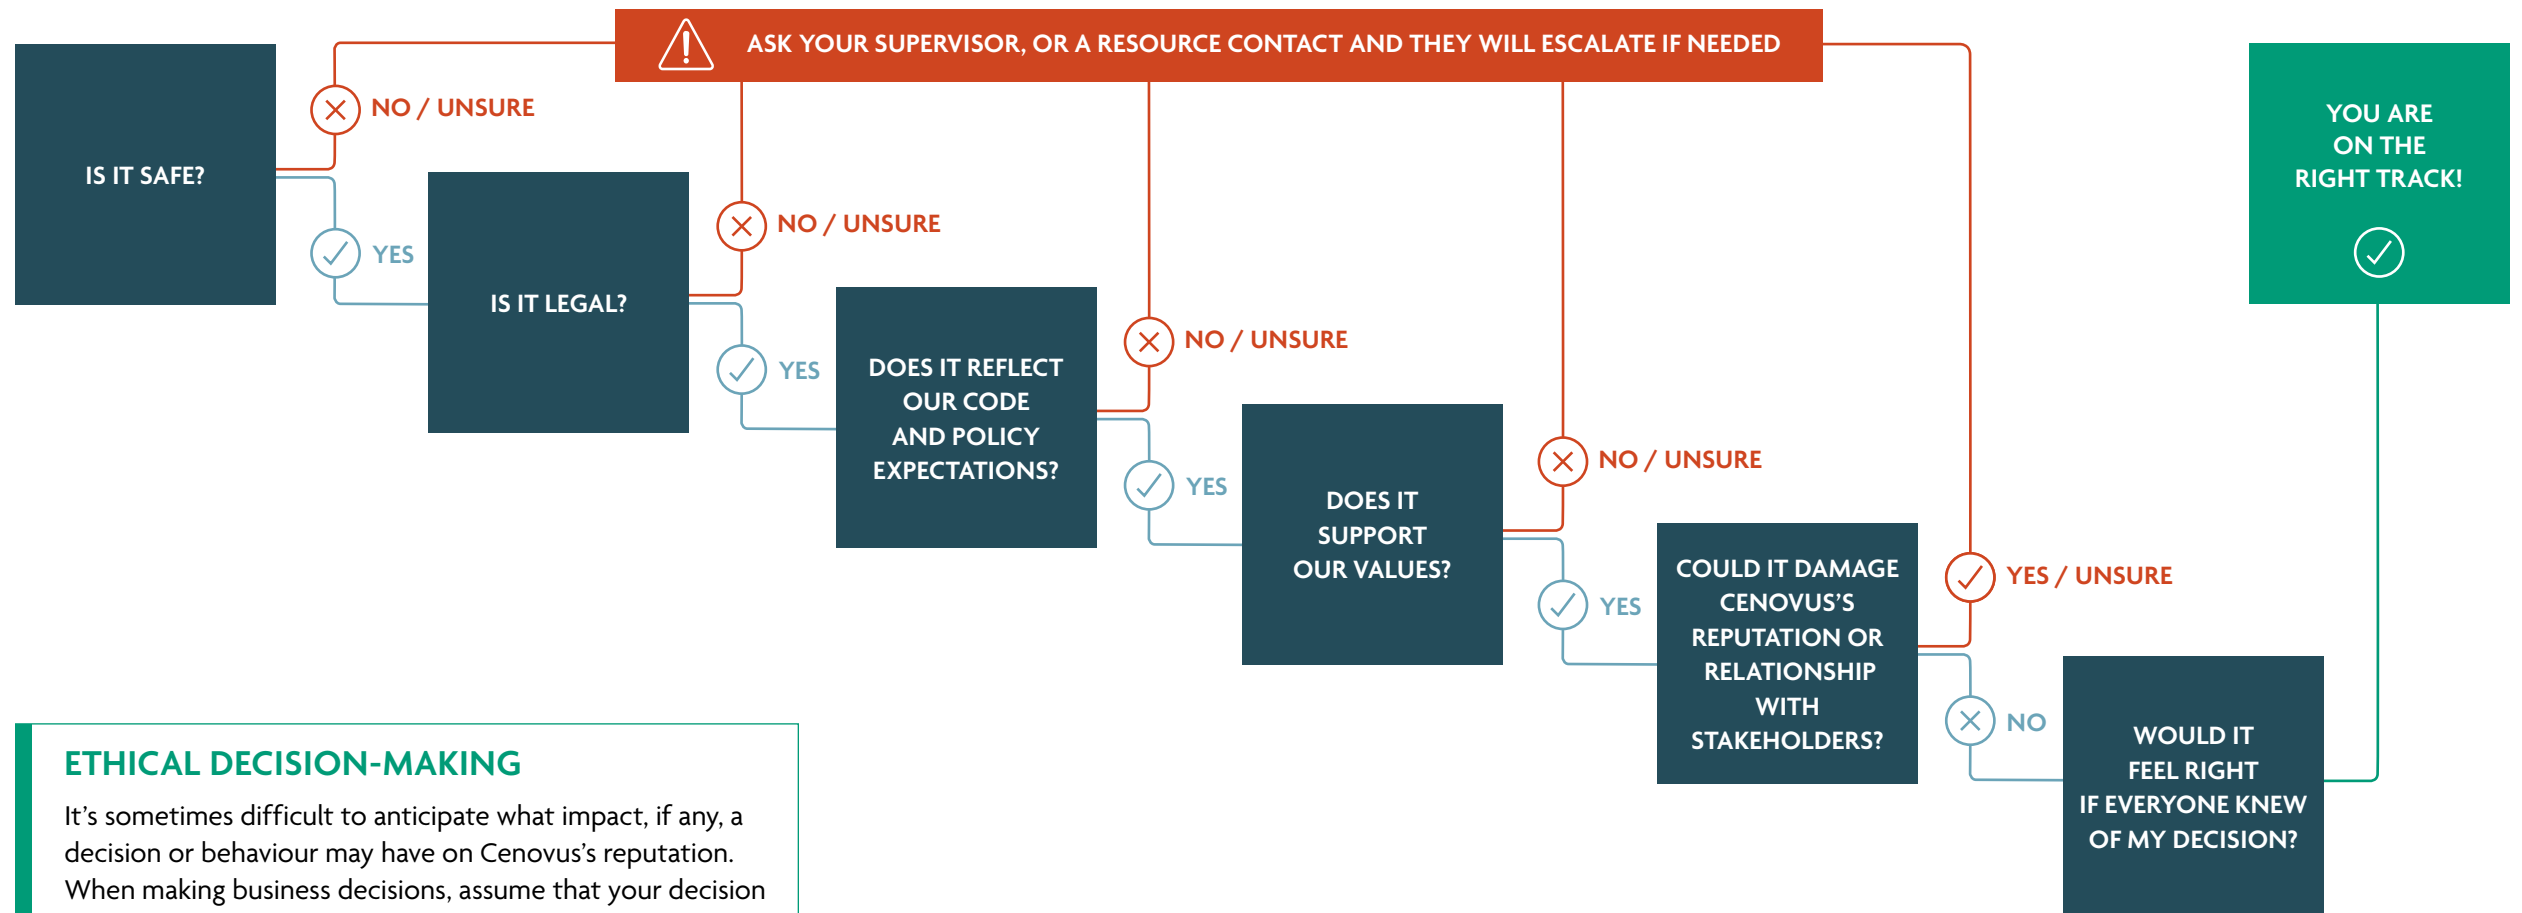 ASK YOUR SUPERVISOR, OR A RESOURCE CONTACT AND THEY WILL ESCALATE IF NEEDED
IS IT SAFE?
NO / UNSURE
YES
IS IT LEGAL?
NO / UNSURE
YES
DOES IT REFLECT
OUR CODE
AND POLICY
EXPECTATIONS?
NO / UNSURE
YES
DOES IT
SUPPORT
OUR VALUES?
NO / UNSURE
YES
COULD IT DAMAGE
CENOVUS’S
REPUTATION OR
RELATIONSHIP
WITH
STAKEHOLDERS?
YES / UNSURE
NO
WOULD IT
FEEL RIGHT
IF EVERYONE KNEW
OF MY DECISION?
YOU ARE
ON THE
RIGHT TRACK!
ETHICAL DECISION-MAKING
It’s sometimes difficult to anticipate what impact, if any, a
decision or behaviour may have on Cenovus’s reputation.
When making business decisions, assume that your decision